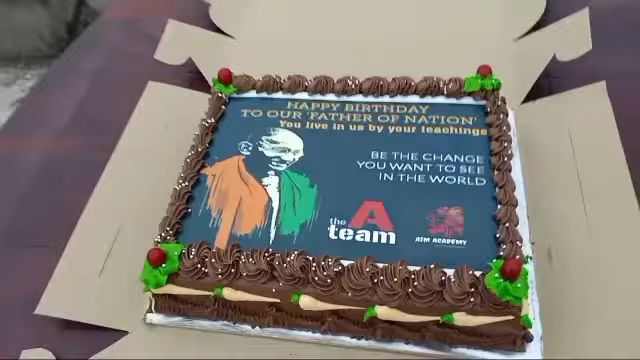 HAPPY BIRTHDAY
TO OUR 'FATHER OF NATION'
You live in us by your teachings
BE THE CHANGE
YOU WANT TO SEE
IN THE WORLD
the A
team
AIM ACADEMY